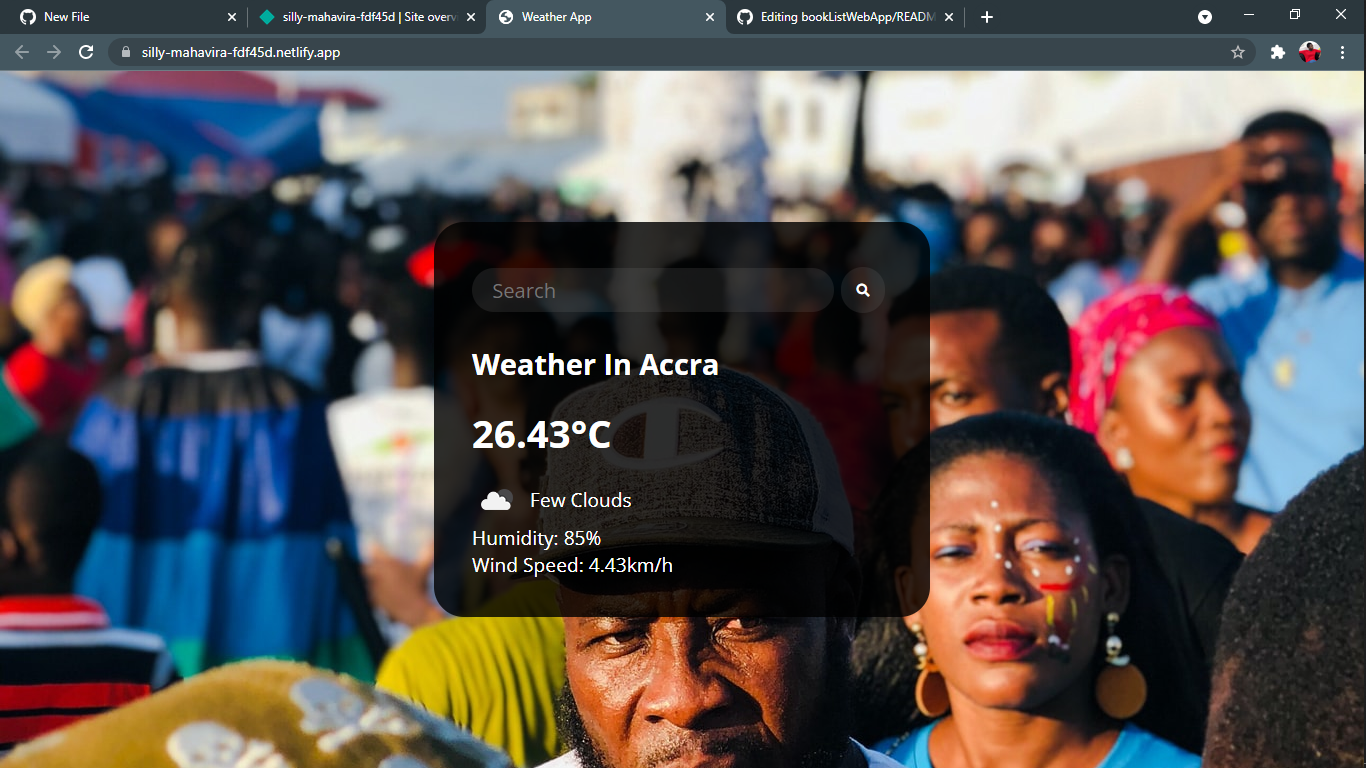 New File
silly-mahavira-fdf45d | Site overv
Weather App
Editing bookListWebApp/READM
silly-mahavira-fdf45d.netlify.app
Search
Weather In Accra
26.43°C
Few Clouds
Humidity: 85%
Wind Speed: 4.43km/h